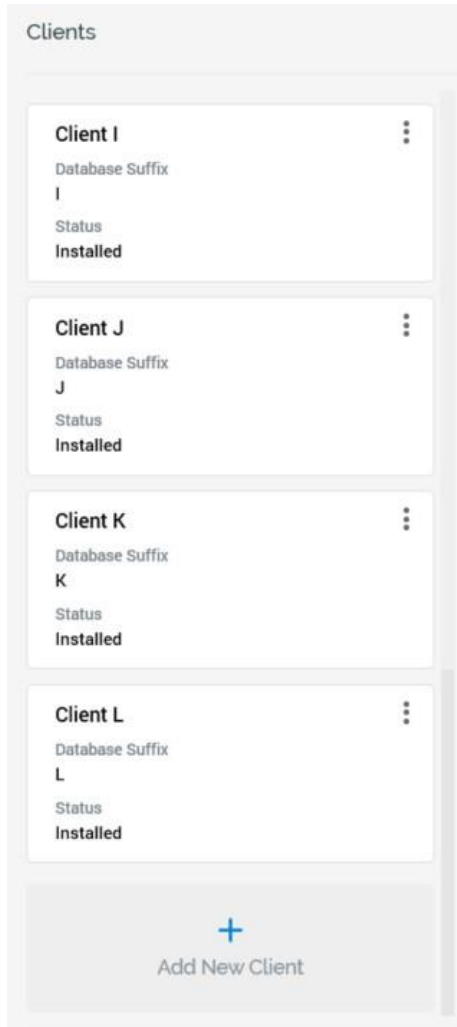 Clients
Client I
Database Suffix
I
Status
Installed
Client J
Database Suffix
J
Status
Installed
Client K
Database Suffix
K
Status
Installed
Client L
Database Suffix
L
Status
Installed
+
Add New Client